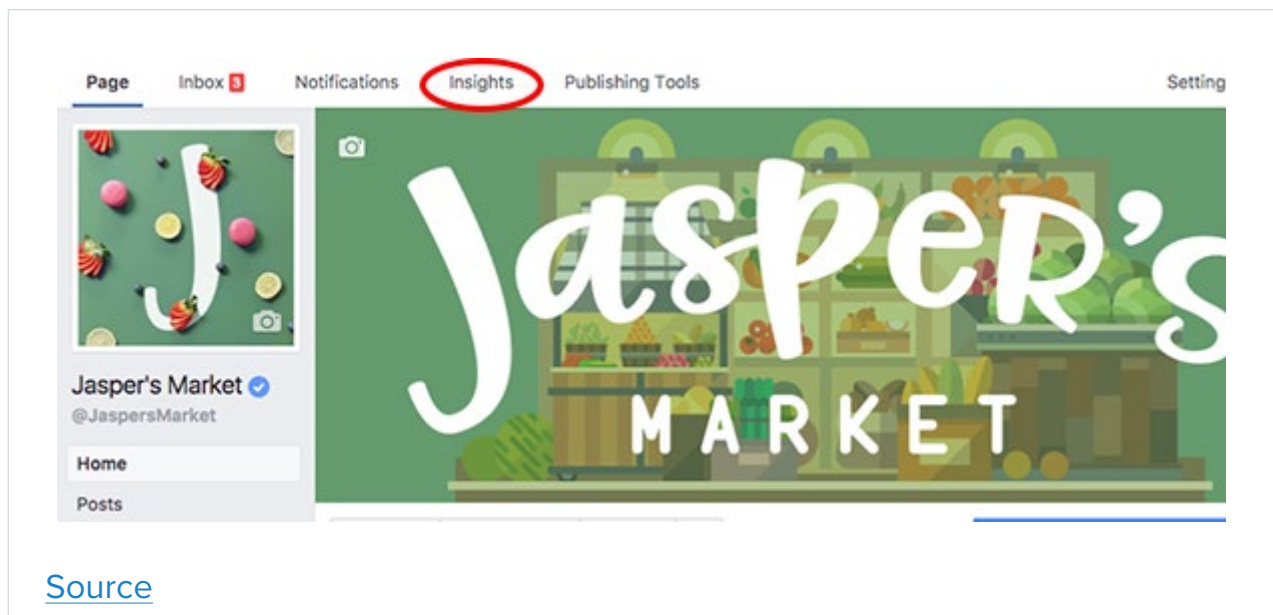 Page Inbox 3 Notifications Insights Publishing Tools Setting
J
Jasper's
MARKET
Jasper's Market
@JaspersMarket
Home
Posts
Source